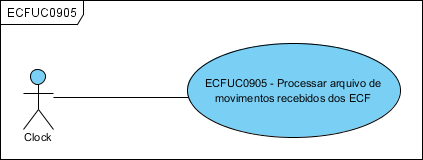 ECFUC0905
ECFUC0905 - Processar arquivo de
movimentos recebidos dos ECF
Clock